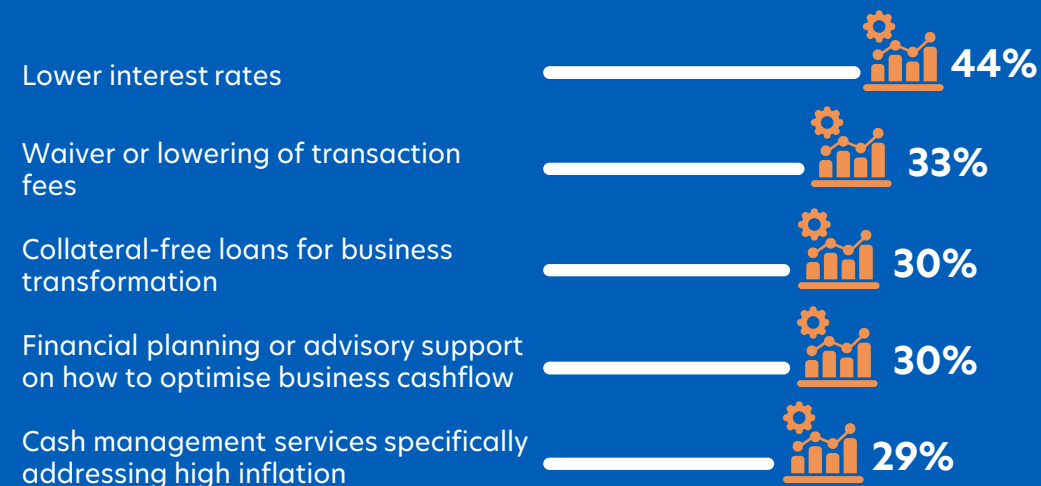 Lower interest rates
44%
Waiver or lowering of transaction
fees
33%
Collateral-free loans for business
transformation
30%
Financial planning or advisory support
on how to optimise business cashflow
30%
Cash management services specifically
addressing high inflation
29%